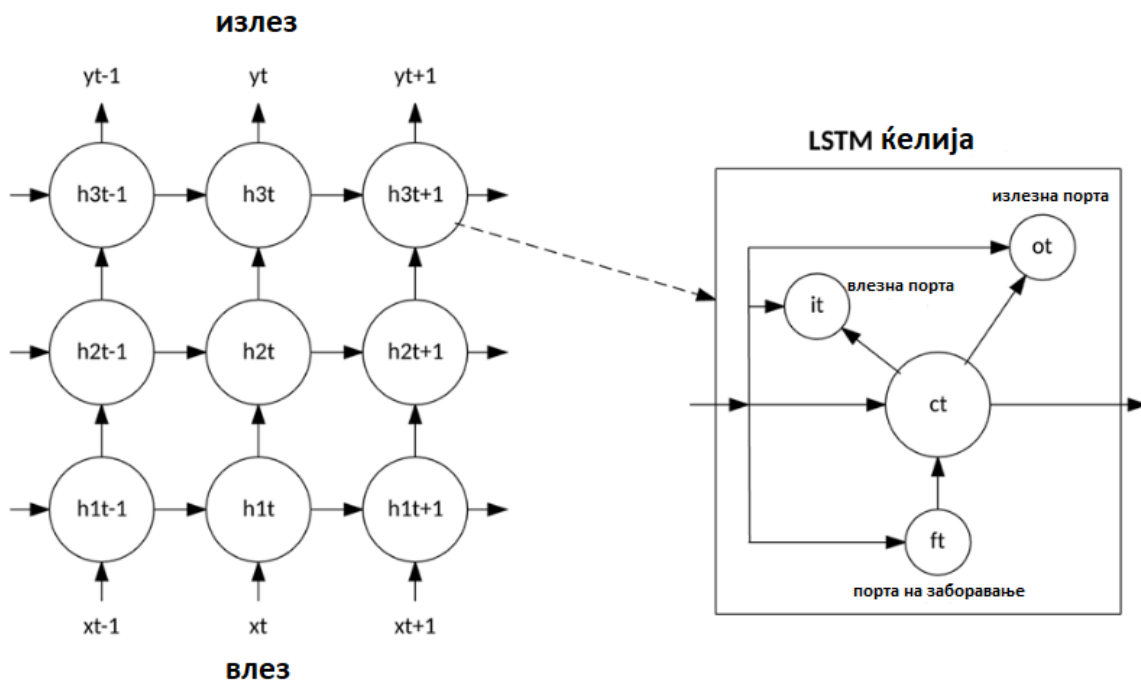 излез
yt-1 yt yt+1
h3t-1 h3t h3t+1
h2t-1 h2t h2t+1
h1t-1 h1t h1t+1
xt-1 xt xt+1
влез
LSTM ќелија
излезна порта
ot
влезна порта
it
ct
ft
порта на заборавање